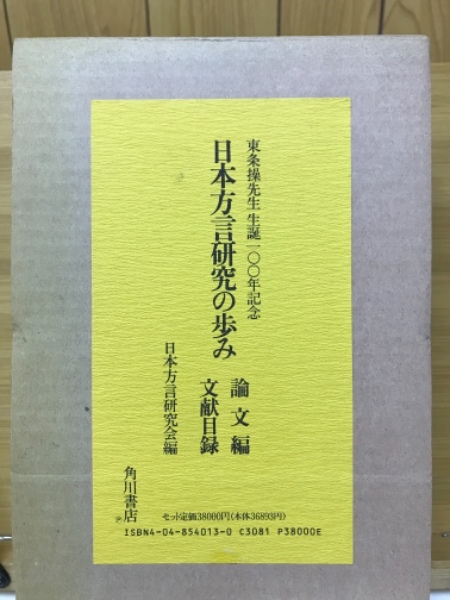 東条操先生 生誕一〇〇年記念
日本方言研究の歩み
論文編
文献目録
日本方言研究会編
角川書店
セット定価38000円(本体36893円)
ISBN4-04-854013-0 C3081 P38000E